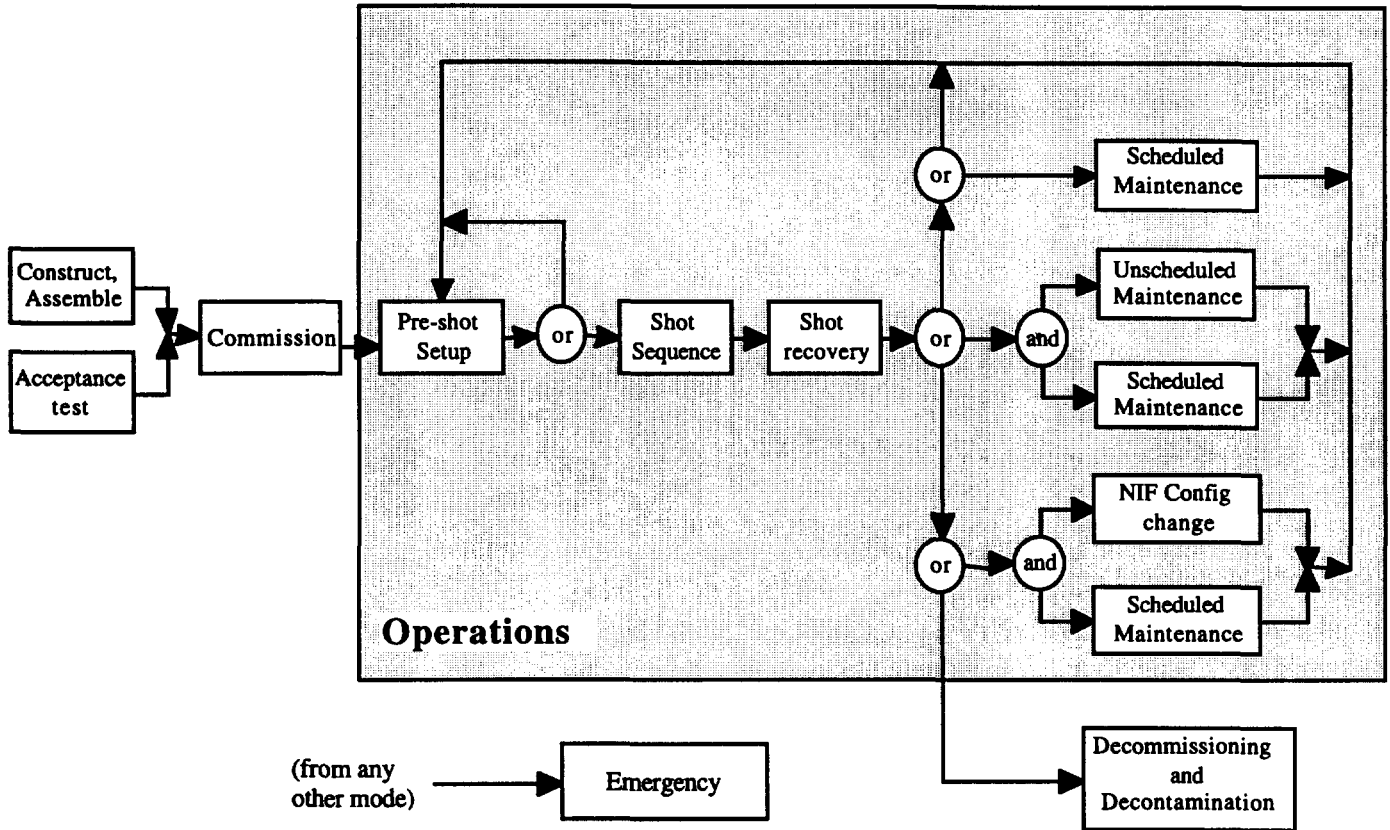 Construct,
Assemble
Acceptance
test
Commission
Pre-shot
Setup
or
Shot
Sequence
Shot
recovery
or
or
Scheduled
Maintenance
and
Unscheduled
Maintenance
Scheduled
Maintenance
or
and
NIF Config
change
Scheduled
Maintenance
Operations
(from any
other mode)
Emergency
Decommissioning
and
Decontamination